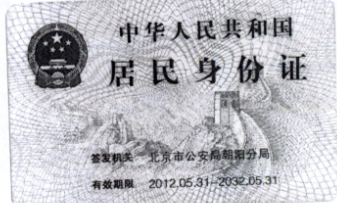 中华人民共和国
居民身份证
签发机关 北京市公安局朝阳分局
有效期限 2012.05.31-2032.05.31